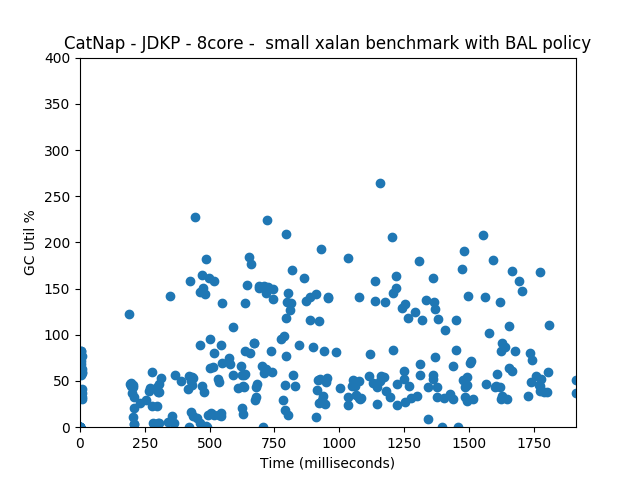 CatNap - JDKP - 8core -  small xalan benchmark with BAL policy
400
350
300
250
200
150
100
50
0
GC Util %
0 250 500 750 1000 1250 1500 1750
Time (milliseconds)